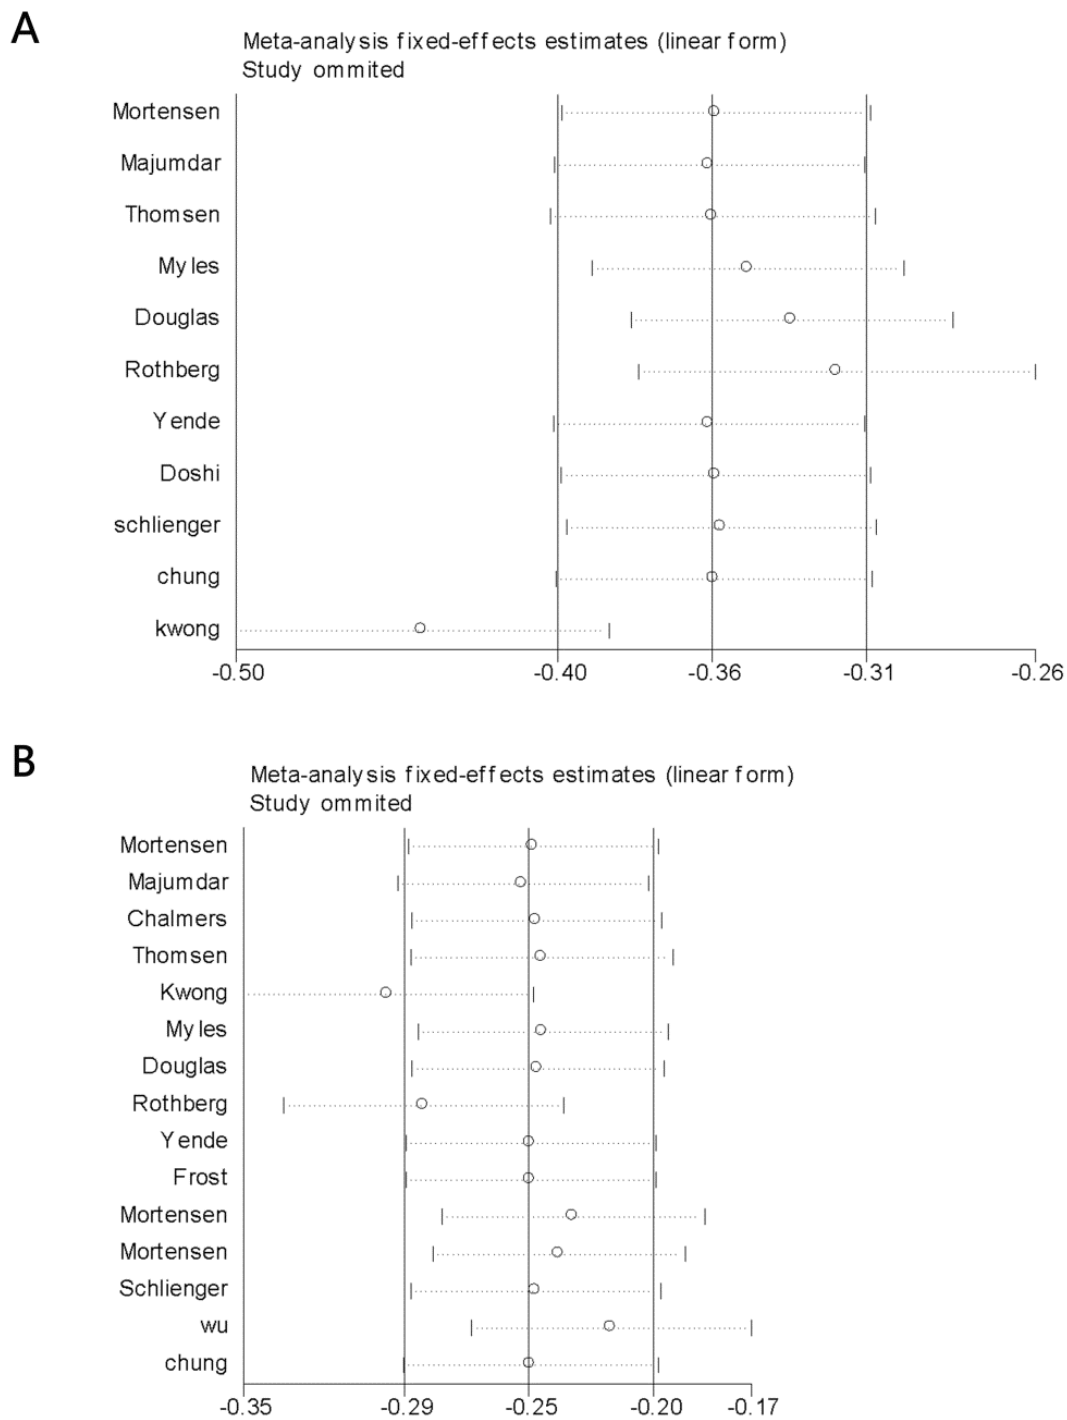 A
Meta-analysis fixed-effects estimates (linear form)
Study ommited
Mortensen
Majumdar
Thomsen
Myles
Douglas
Rothberg
Yende
Doshi
schlienger
chung
kwong
-0.50 -0.40 -0.36 -0.31 -0.26
B
Meta-analysis fixed-effects estimates (linear form)
Study ommited
Mortensen
Majumdar
Chalmers
Thomsen
Kwong
Myles
Douglas
Rothberg
Yende
Frost
Mortensen
Mortensen
Schlienger
wu
chung
-0.35 -0.29 -0.25 -0.20 -0.17